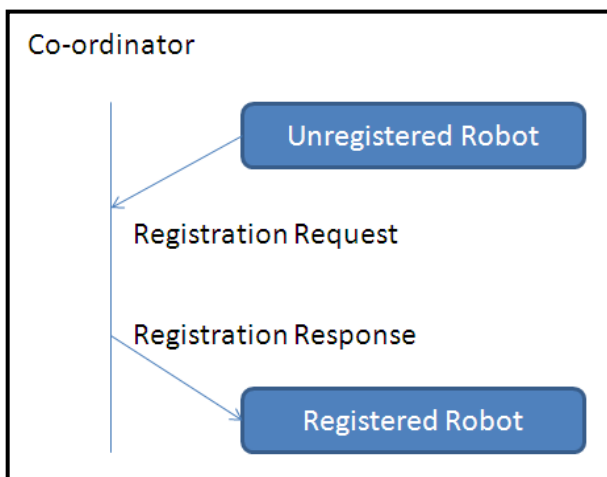 Co-ordinator
Unregistered Robot
Registration Request
Registration Response
Registered Robot